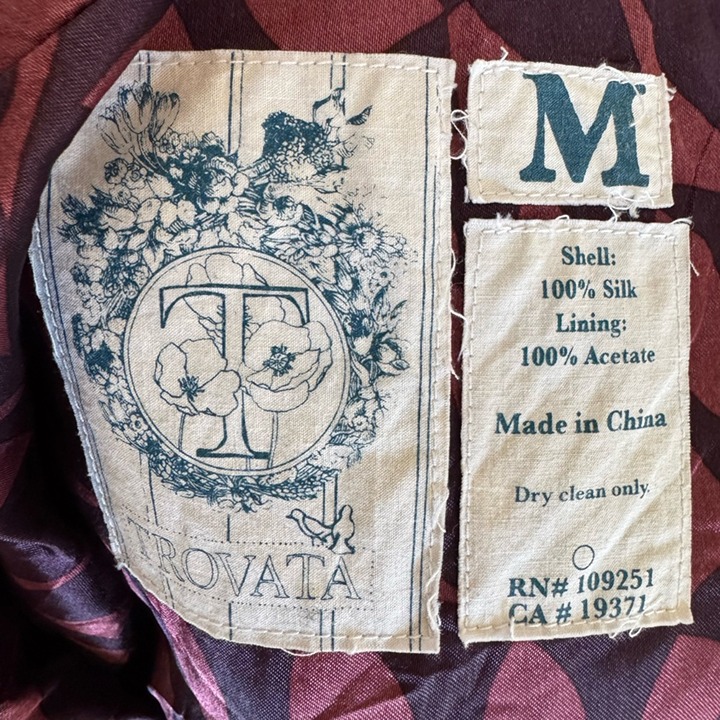 T
TROVATA
M
Shell:
100% Silk
Lining:
100% Acetate
Made in China
Dry clean only.
RN# 109251
CA # 19371